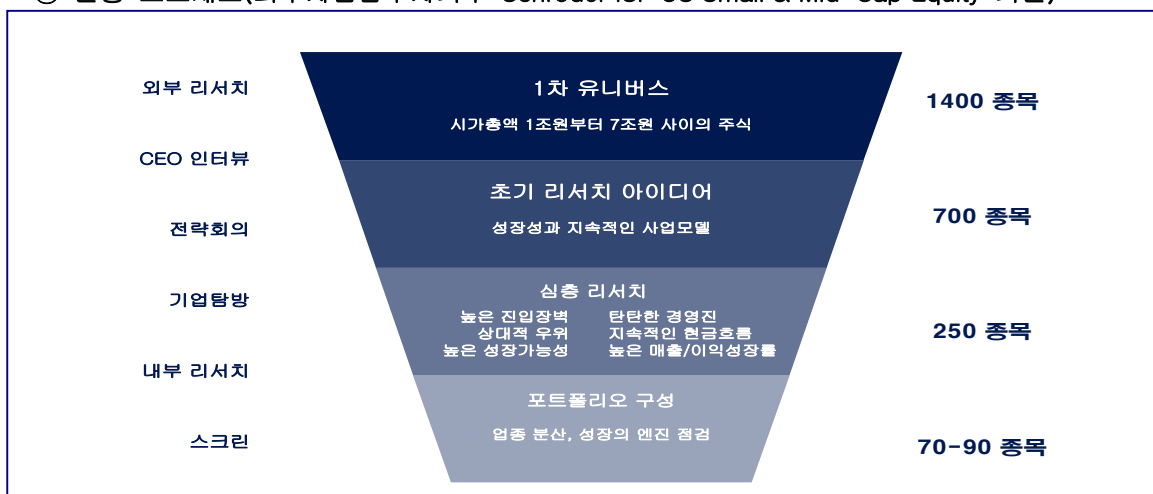 외부 리서치
CEO 인터뷰
전략회의
기업탐방
내부 리서치
스크린
1차 유니버스
시가총액 1조원부터 7조원 사이의 주식
초기 리서치 아이디어
성장성과 지속적인 사업모델
심층 리서치
높은 진입장벽 탄탄한 경영진
상대적 우위 지속적인 현금흐름
높은 성장가능성 높은 매출/이익성장률
포트폴리오 구성
업종 분산, 성장의 엔진 점검
1400 종목
700 종목
250 종목
70-90 종목